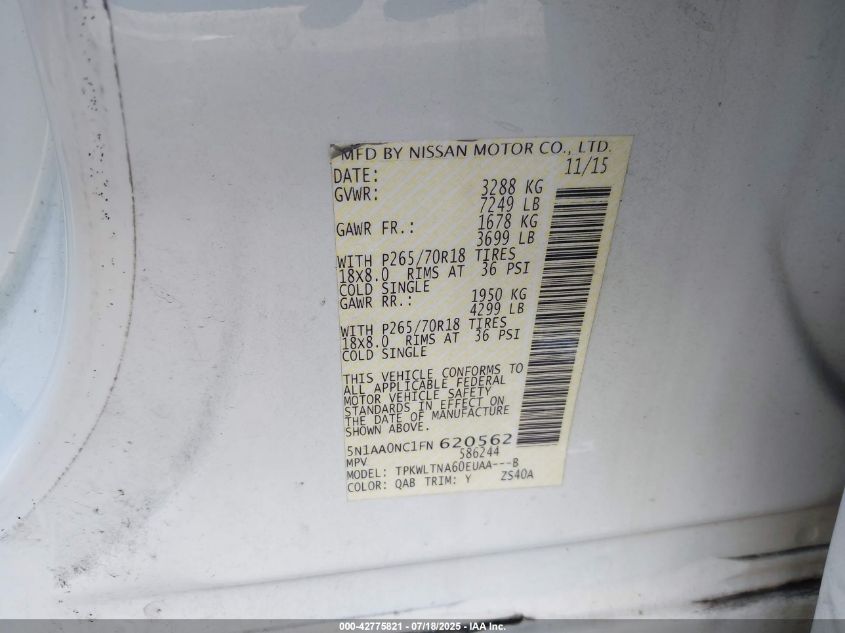 MFD BY NISSAN MOTOR CO., LTD.
DATE: 11/15
GVWR: 3288 KG
7249 LB
GAWR FR.: 1678 KG
3699 LB
WITH P265/70R18 TIRES
18X8.0 RIMS AT 36 PSI
COLD SINGLE
GAWR RR.: 1950 KG
4299 LB
WITH P265/70R18 TIRES
18X8.0 RIMS AT 36 PSI
COLD SINGLE
THIS VEHICLE CONFORMS TO
ALL APPLICABLE FEDERAL
MOTOR VEHICLE SAFETY
STANDARDS IN EFFECT ON
THE DATE OF MANUFACTURE
SHOWN ABOVE.
5N1AA0NC1FN 620562
MPV 586244
MODEL: TPKWLTNA60EUAA---B
COLOR: QAB TRIM: Y ZS40A
000-42775821 - 07/18/2025 - IAA Inc.